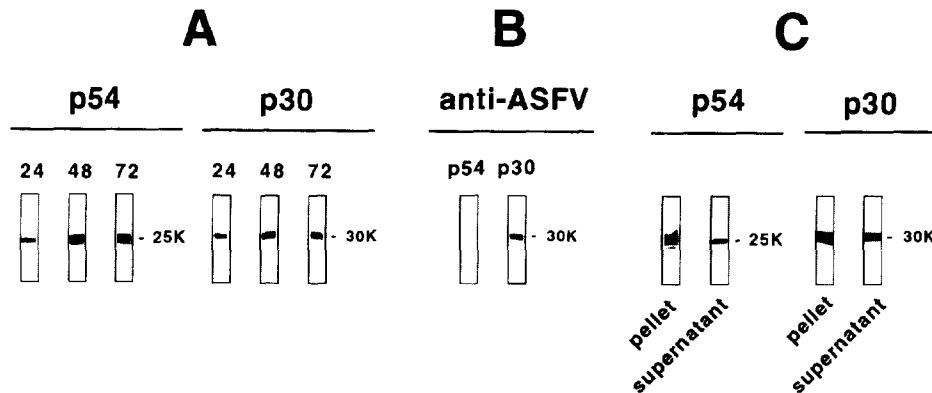 A B C
p54 p30 anti-ASFV p54 p30
24 48 72 24 48 72 p54 p30
- 25K - 30K - 30K - 25K - 30K
pellet supernatant pellet supernatant